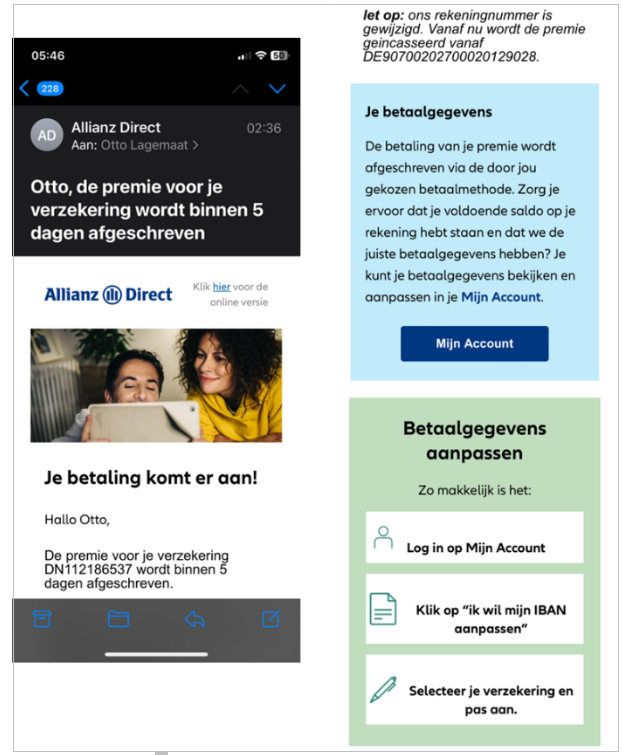 05:46
50
228
AD
Allianz Direct
02:36
Aan: Otto Lagemaat >
Otto, de premie voor je
verzekering wordt binnen 5
dagen afgeschreven
Allianz Direct
Klik hier voor de
online versie
Je betaling komt er aan!
Hallo Otto,
De premie voor je verzekering
DN112186537 wordt binnen 5
dagen afgeschreven.
let op: ons rekeningnummer is
gewijzigd. Vanaf nu wordt de premie
geincasseerd vanaf
DE90700202700020129028.
Je betaalgegevens
De betaling van je premie wordt
afgeschreven via de door jou
gekozen betaalmethode. Zorg je
ervoor dat je voldoende saldo op je
rekening hebt staan en dat we de
juiste betaalgegevens hebben? Je
kunt je betaalgegevens bekijken en
aanpassen in je Mijn Account.
Mijn Account
Betaalgegevens
aanpassen
Zo makkelijk is het:
Log in op Mijn Account
Klik op “ik wil mijn IBAN
aanpassen”
Selecteer je verzekering en
pas aan.